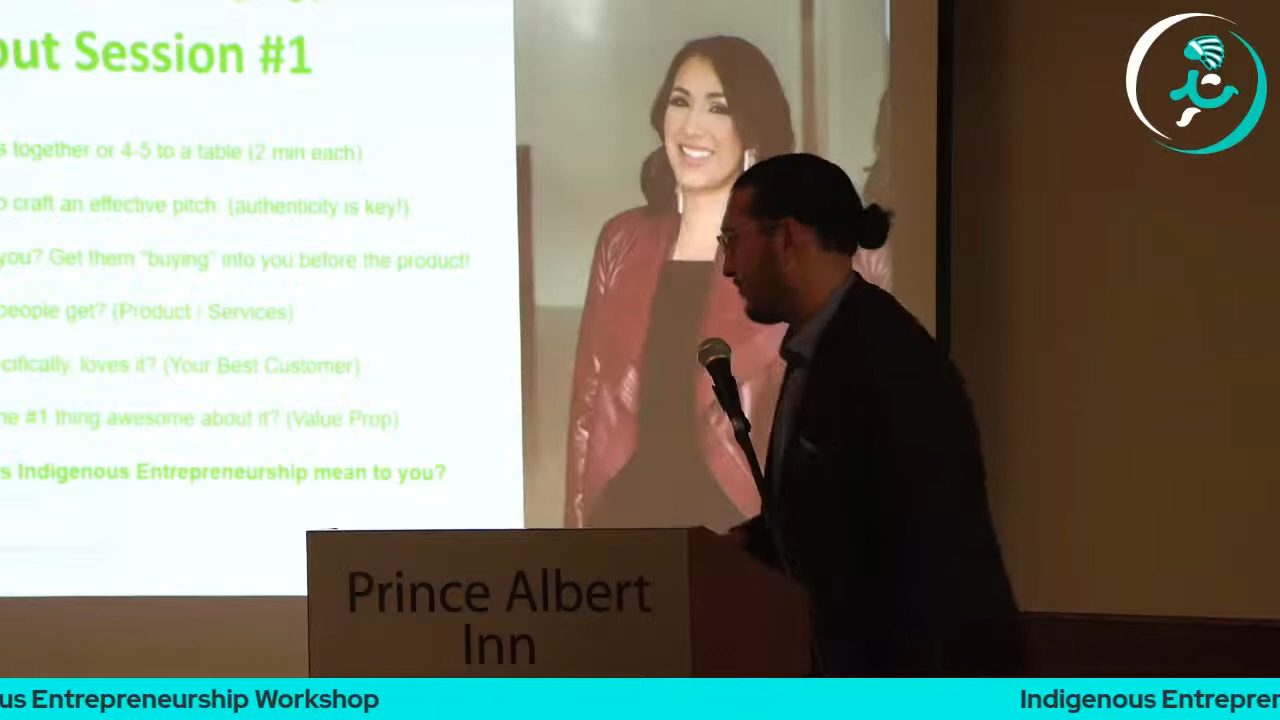 out Session #1
s together or 4-5 to a table (2 min each)
o craft an effective pitch (authenticity is key!)
you? Get them "buying" into you before the product!
people get? (Product / Services)
cifically, loves it? (Your Best Customer)
ne #1 thing awesome about it? (Value Prop)
s Indigenous Entrepreneurship mean to you?
Prince Albert
Inn
us Entrepreneurship Workshop
Indigenous Entrepren